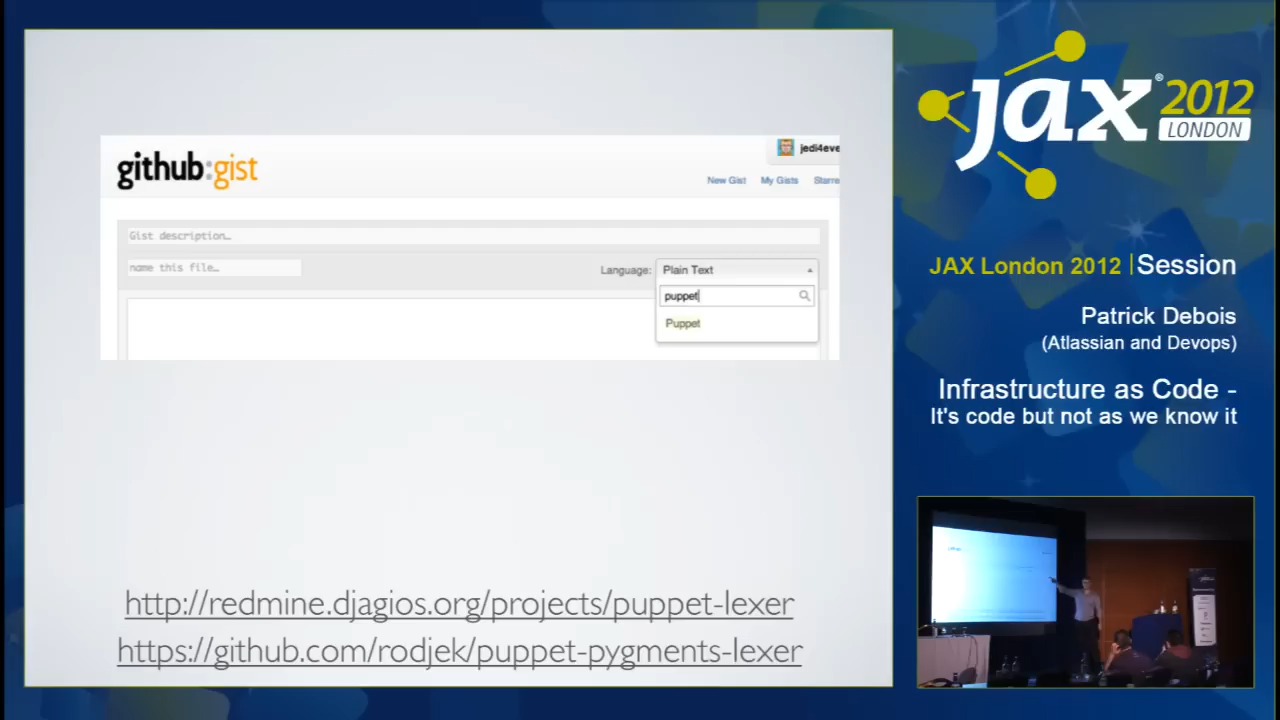 github:gist
jedi4eve
New Gist My Gists Starre
Gist description...
name this file...
Language: Plain Text
puppet
Puppet
http://redmine.djagios.org/projects/puppet-lexer
https://github.com/rodjek/puppet-pygments-lexer
jax® 2012
LONDON
JAX London 2012 | Session
Patrick Debois
(Atlassian and Devops)
Infrastructure as Code -
It's code but not as we know it